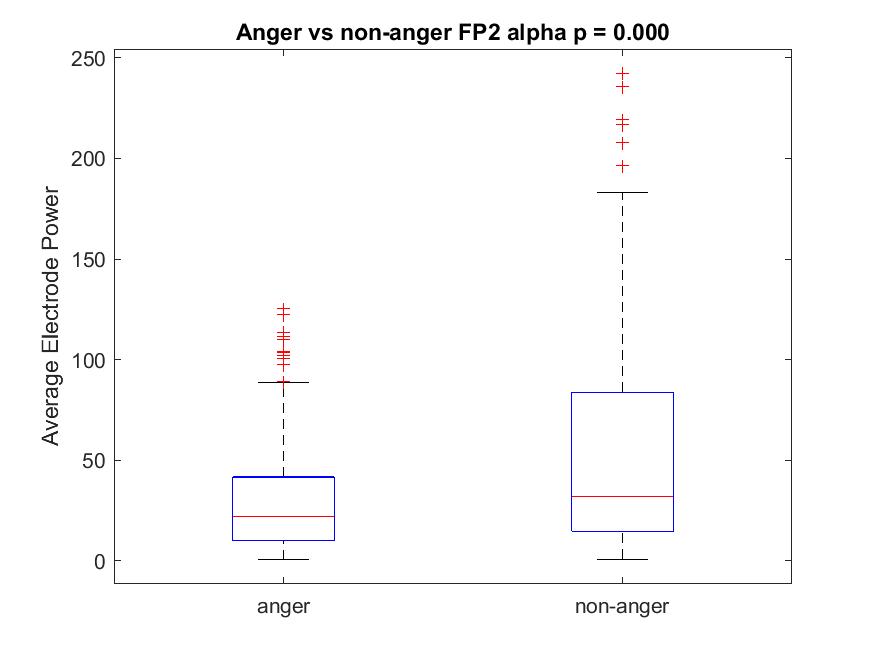 Anger vs non-anger FP2 alpha p = 0.000
Average Electrode Power
250
200
150
100
50
0
anger
non-anger